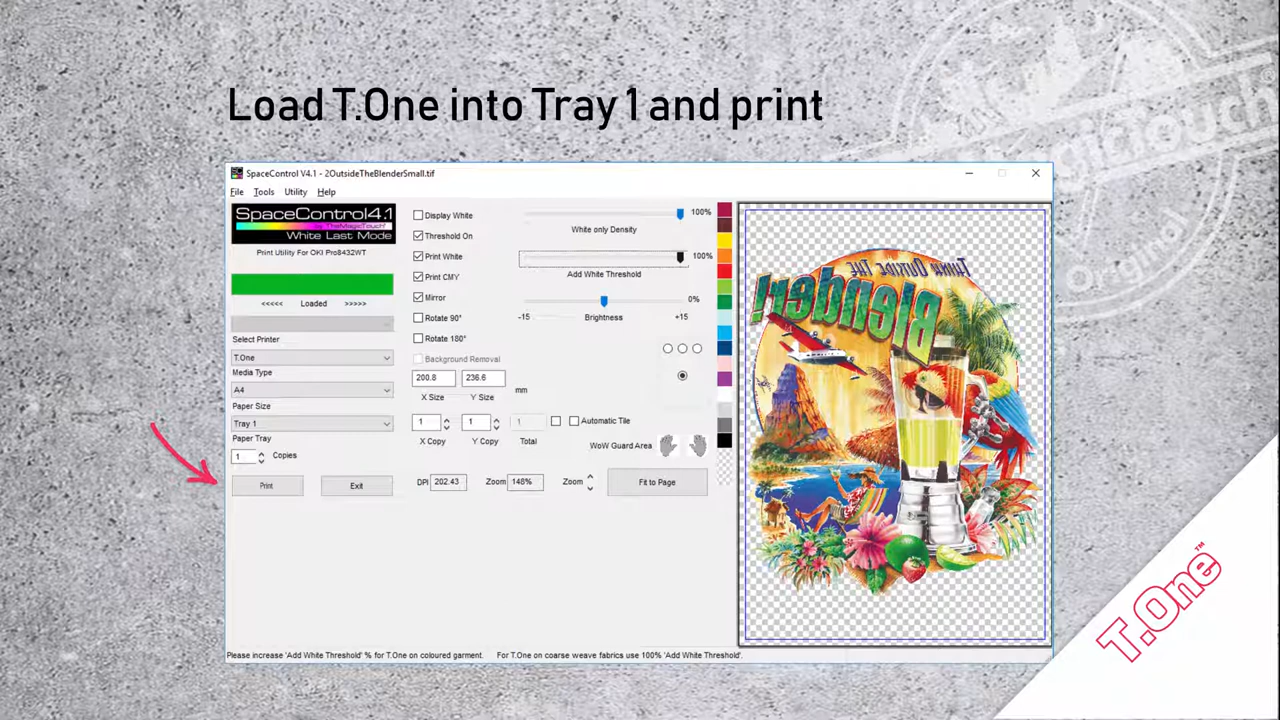 Load T.One into Tray 1 and print
SpaceControl V4.1 - 2OutsideTheBlenderSmall.tif
File Tools Utility Help
SpaceControl4.1
by TheMagicTouch
White Last Mode
Print Utility For OKI Pro8432WT
<<<<< Loaded >>>>>
Select Printer
T.One
Media Type
A4
Paper Size
Tray 1
Paper Tray
1 Copies
Print Exit
Display White
Threshold On
Print White
Print CMY
Mirror
Rotate 90°
Rotate 180°
Background Removal
200.8 236.6 mm
X Size Y Size
1 1 1 Automatic Tile
X Copy Y Copy Total
WoW Guard Area
DPI 202.43 Zoom 148% Zoom Fit to Page
100%
White only Density
100%
Add White Threshold
0%
-15 Brightness +15
Think Outside The
Blender!
Please increase 'Add White Threshold' % for T.One on coloured garment. For T.One on coarse weave fabrics use 100% 'Add White Threshold'.
magictouch®
T.One™